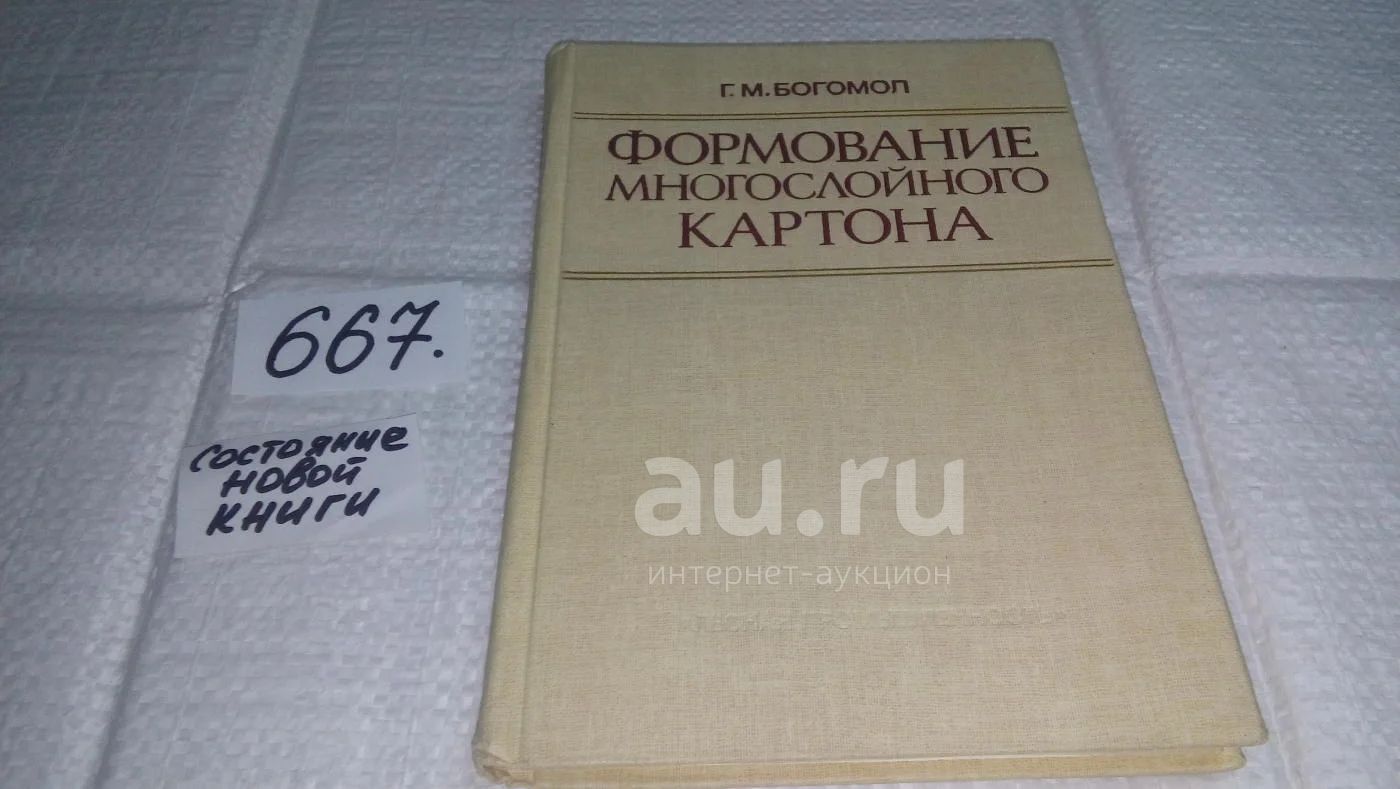 Г. М. БОГОМОЛ
ФОРМОВАНИЕ
МНОГОСЛОЙНОГО
КАРТОНА
667.
СОСТОЯНИЕ
НОВОЙ
КНИГИ
au.ru
интернет-аукцион